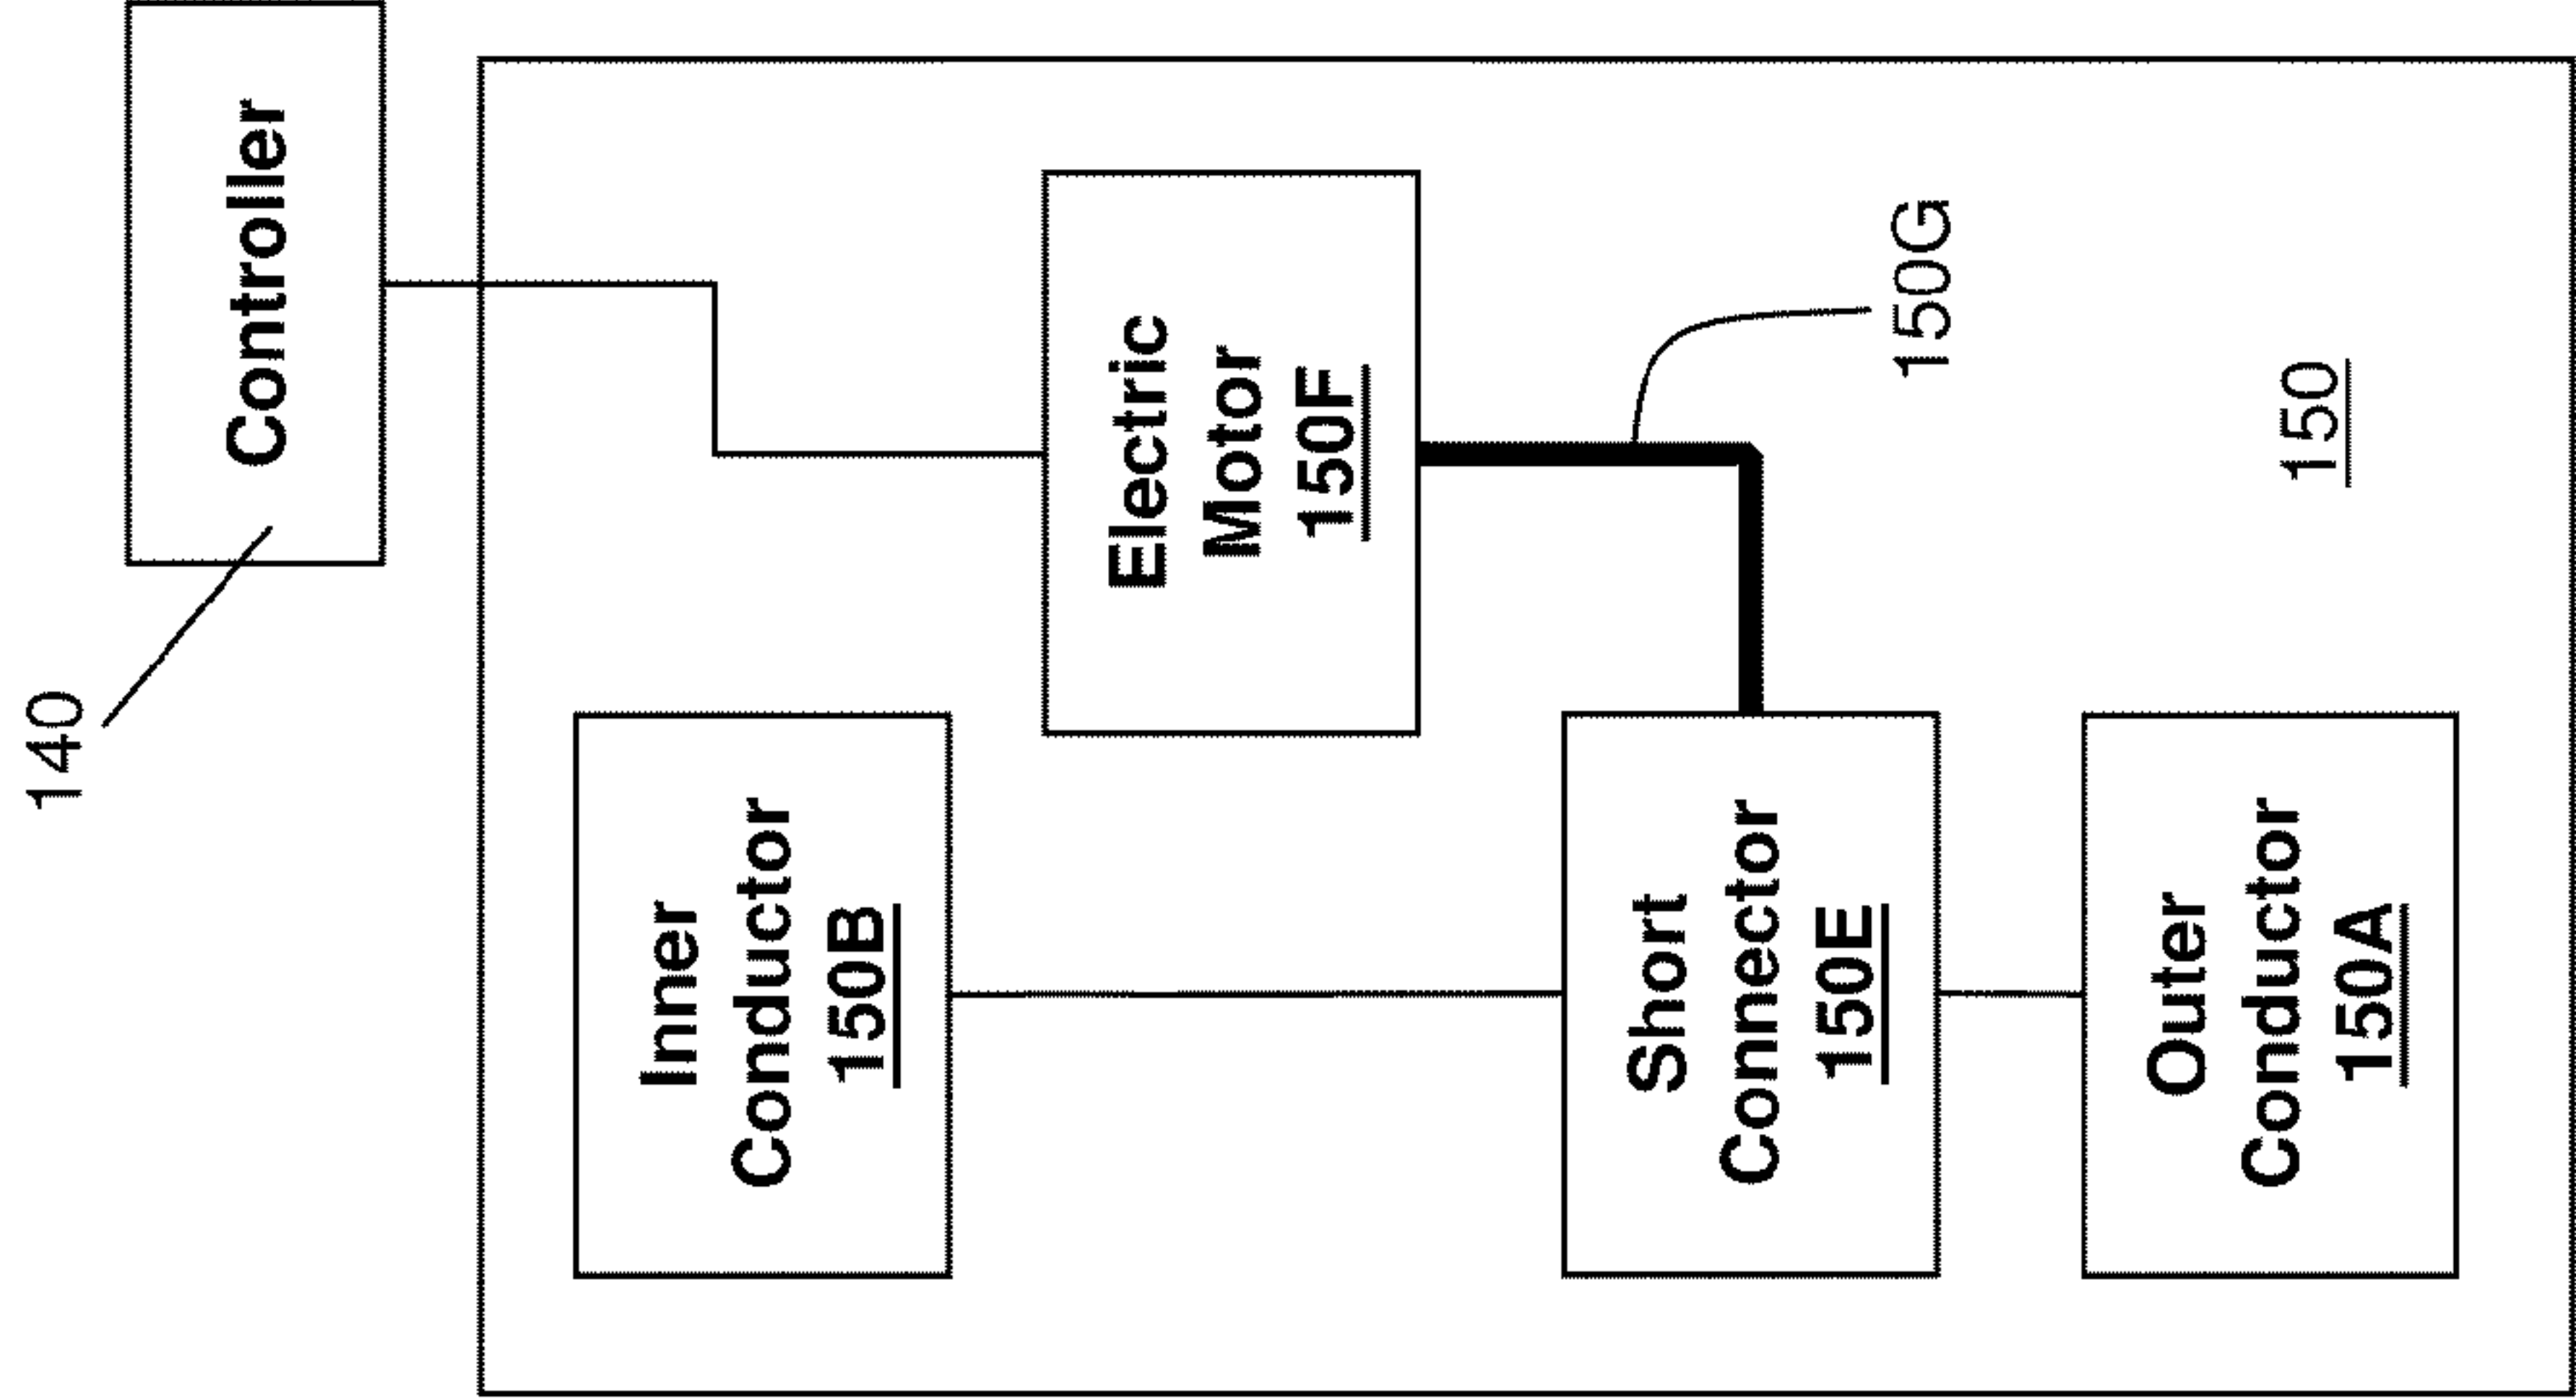 140
Controller
Inner
Conductor
150B
Electric
Motor
150F
150G
Short
Connector
150E
Outer
Conductor
150A
150